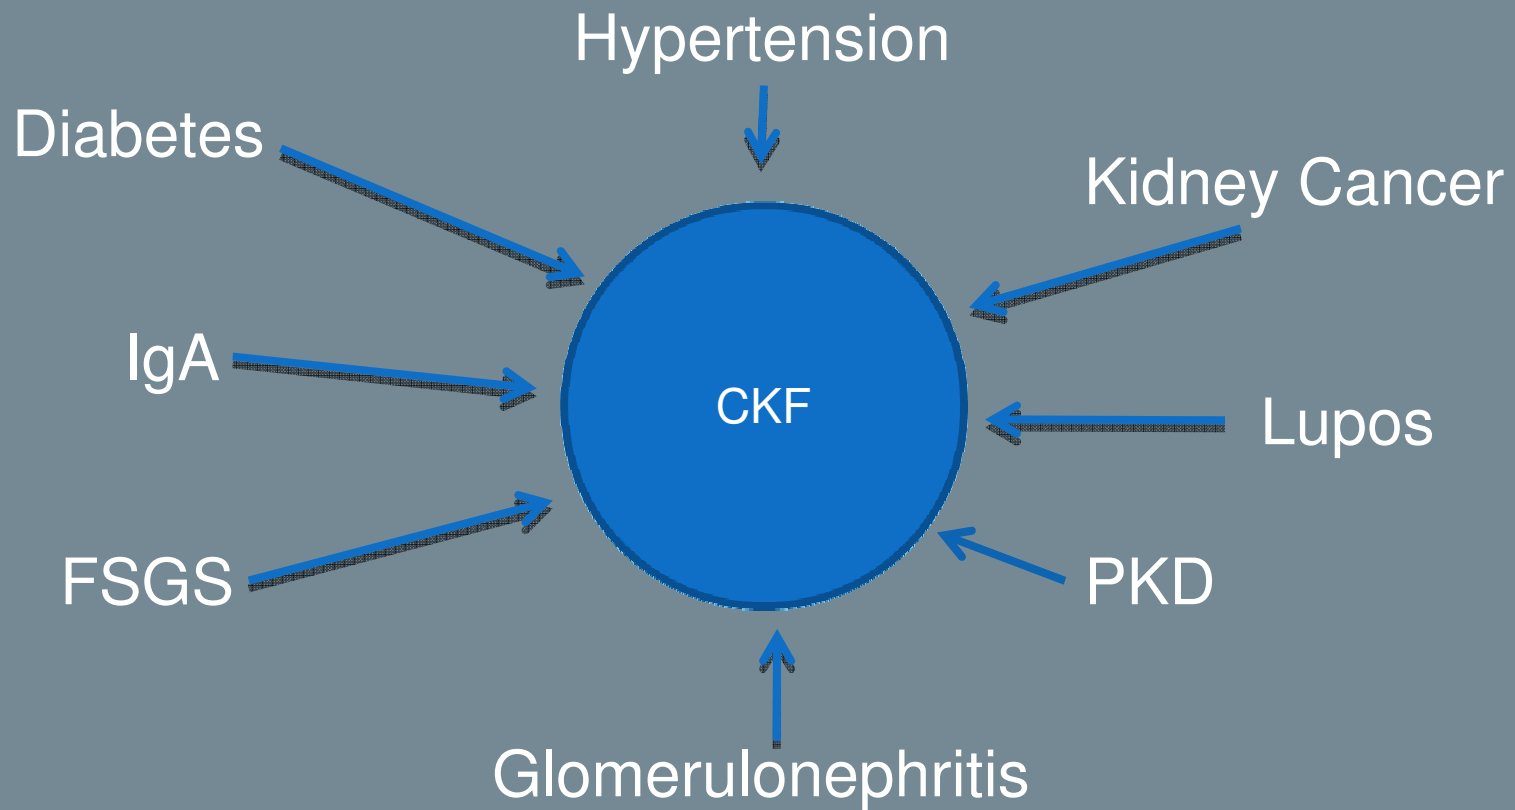 Hypertension
Diabetes
Kidney Cancer
IgA
CKF
Lupos
FSGS
PKD
Glomerulonephritis